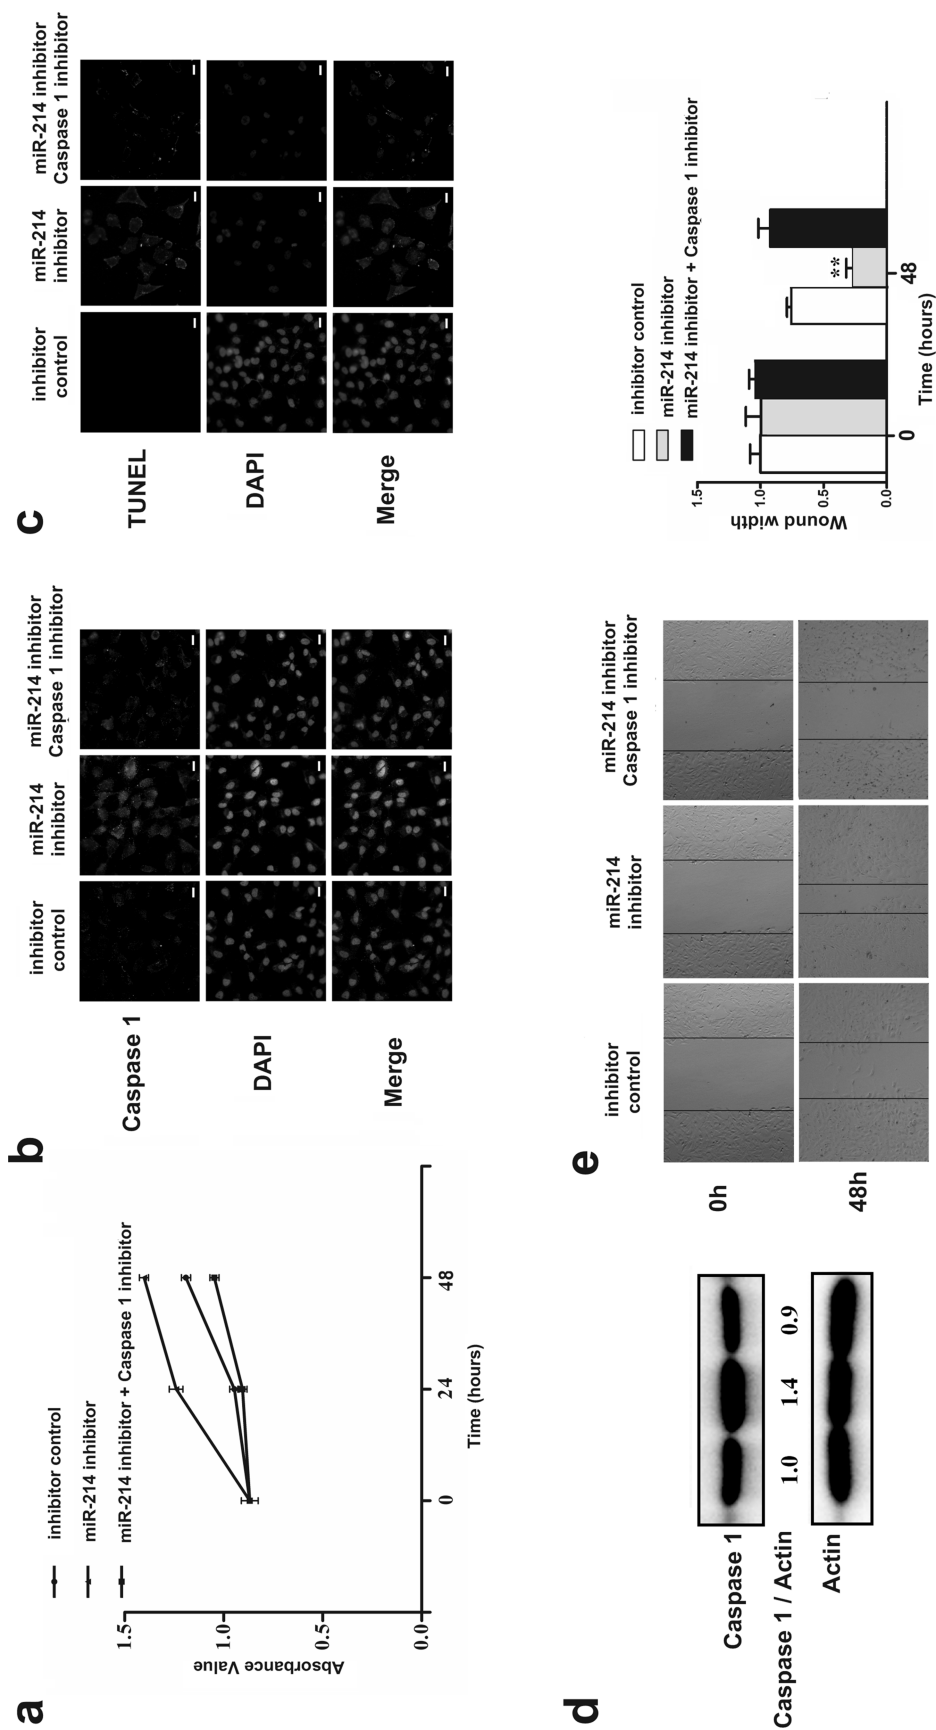 a
Absorbance Value
1.5
1.0
0.5
0.0
inhibitor control
miR-214 inhibitor
miR-214 inhibitor + Caspase 1 inhibitor
0
24
48
Time (hours)
b
inhibitor
control
miR-214
inhibitor
miR-214 inhibitor
Caspase 1 inhibitor
Caspase 1
DAPI
Merge
c
inhibitor
control
miR-214
inhibitor
miR-214 inhibitor
Caspase 1 inhibitor
TUNEL
DAPI
Merge
d
Caspase 1
Caspase 1 / Actin
1.0 1.4 0.9
Actin
e
inhibitor
control
miR-214
inhibitor
miR-214 inhibitor
Caspase 1 inhibitor
0h
48h
inhibitor control
miR-214 inhibitor
miR-214 inhibitor + Caspase 1 inhibitor
Wound width
1.5
1.0
0.5
0.0
**
0
48
Time (hours)